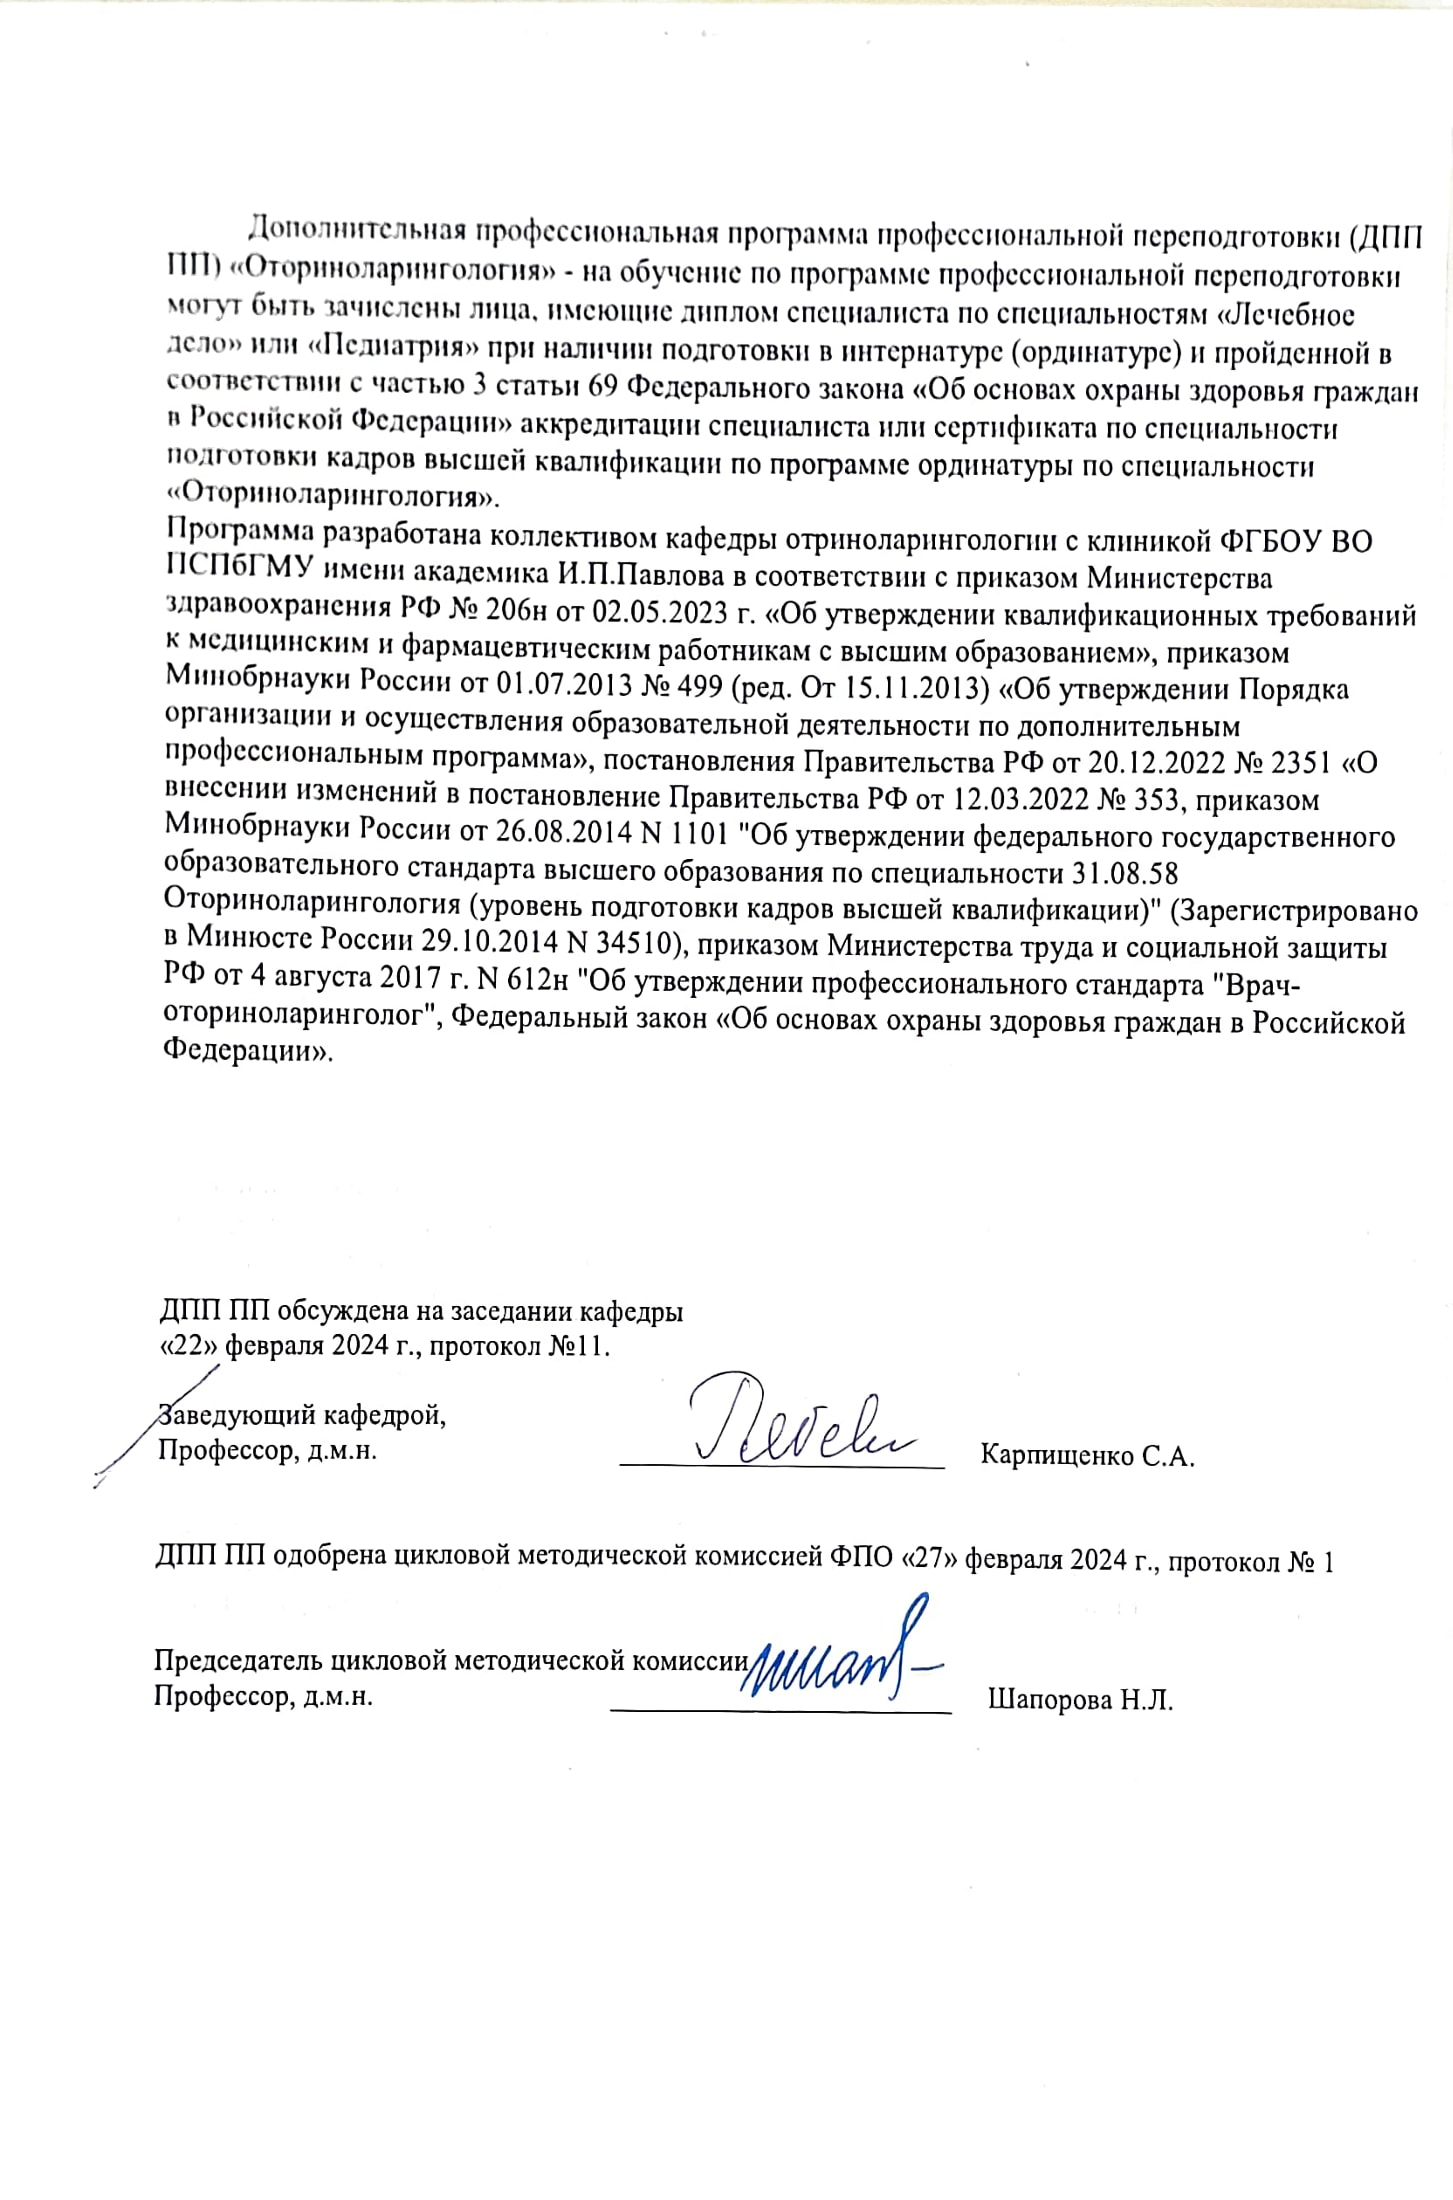 Дополнительная профессиональная программа профессиональной переподготовки (ДПП
ПП) «Оториноларингология» - на обучение по программе профессиональной переподготовки
могут быть зачислены лица, имеющие диплом специалиста по специальностям «Лечебное
дело» или «Педиатрия» при наличии подготовки в интернатуре (ординатуре) и пройденной в
соответствии с частью 3 статьи 69 Федерального закона «Об основах охраны здоровья граждан
в Российской Федерации» аккредитации специалиста или сертификата по специальности
подготовки кадров высшей квалификации по программе ординатуры по специальности
«Оториноларингология».
Программа разработана коллективом кафедры отриноларингологии с клиникой ФГБОУ ВО
ПСПбГМУ имени академика И.П.Павлова в соответствии с приказом Министерства
здравоохранения РФ № 206н от 02.05.2023 г. «Об утверждении квалификационных требований
к медицинским и фармацевтическим работникам с высшим образованием», приказом
Минобрнауки России от 01.07.2013 № 499 (ред. От 15.11.2013) «Об утверждении Порядка
организации и осуществления образовательной деятельности по дополнительным
профессиональным программа», постановления Правительства РФ от 20.12.2022 № 2351 «О
внесении изменений в постановление Правительства РФ от 12.03.2022 № 353, приказом
Минобрнауки России от 26.08.2014 N 1101 "Об утверждении федерального государственного
образовательного стандарта высшего образования по специальности 31.08.58
Оториноларингология (уровень подготовки кадров высшей квалификации)" (Зарегистрировано
в Минюсте России 29.10.2014 N 34510), приказом Министерства труда и социальной защиты
РФ от 4 августа 2017 г. N 612н "Об утверждении профессионального стандарта "Врач-
оториноларинголог", Федеральный закон «Об основах охраны здоровья граждан в Российской
Федерации».
ДПП ПП обсуждена на заседании кафедры
«22» февраля 2024 г., протокол №11.
Заведующий кафедрой,
Профессор, д.м.н. Карпищенко С.А.
ДПП ПП одобрена цикловой методической комиссией ФПО «27» февраля 2024 г., протокол № 1
Председатель цикловой методической комиссии
Профессор, д.м.н. Шапорова Н.Л.